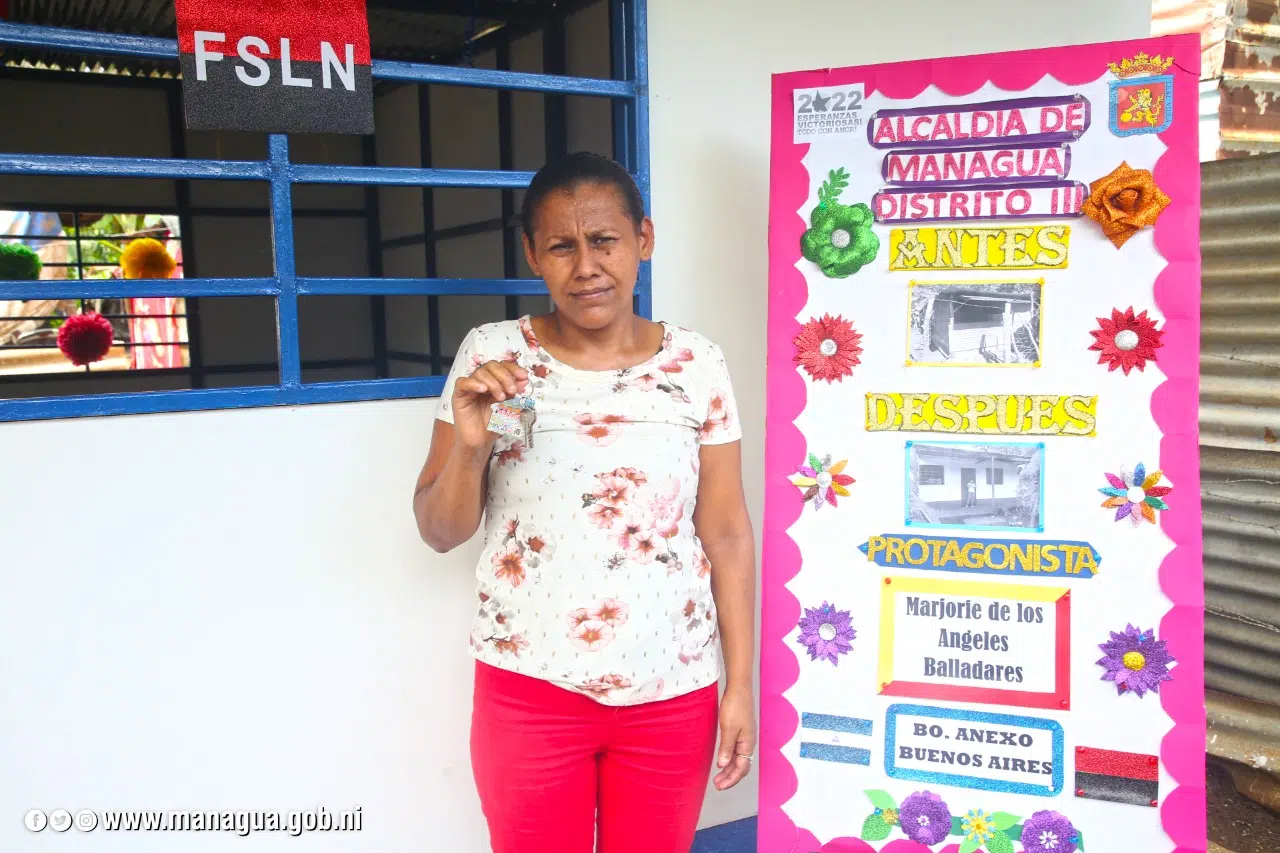 FSLN
2022
ESPERANZAS
VICTORIOSAS!
TODO CON AMOR!
ALCALDIA DE
MANAGUA
DISTRITO III
ANTES
DESPUES
PROTAGONISTA
Marjorie de los
Angeles
Balladares
BO. ANEXO
BUENOS AIRES
www.managua.gob.ni